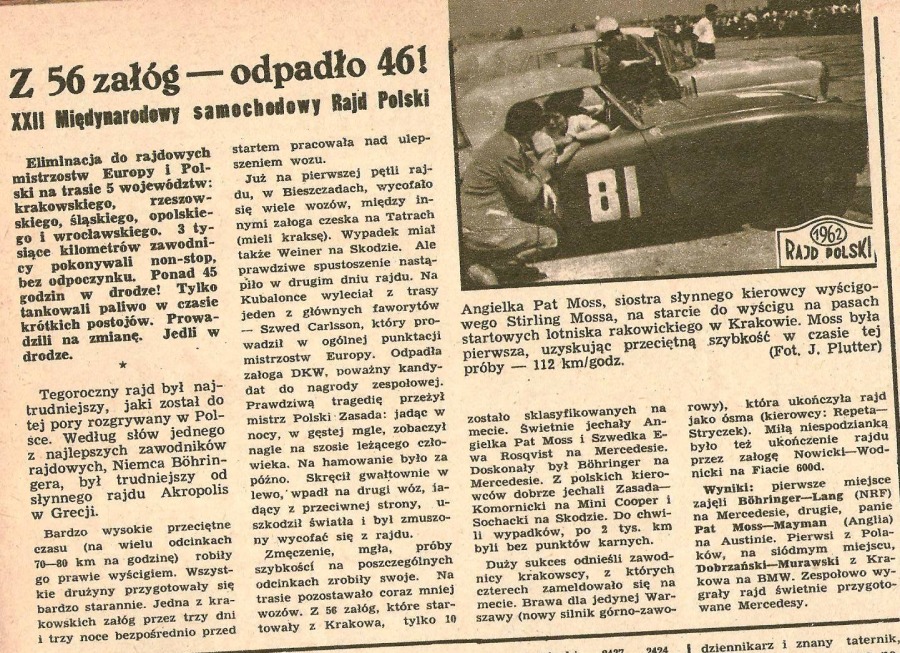 Z 56 załóg — odpadło 46!
XXII Międzynarodowy samochodowy Rajd Polski
Eliminacja do rajdowych
mistrzostw Europy i Pol-
ski na trasie 5 województw:
krakowskiego, rzeszow-
skiego, śląskiego, opolskie-
go i wrocławskiego. 3 ty-
siące kilometrów zawodni-
cy pokonywali non-stop,
bez odpoczynku. Ponad 45
godzin w drodze! Tylko
tankowali paliwo w czasie
krótkich postojów. Prowa-
dzili na zmianę. Jedli w
drodze.
*
Tegoroczny rajd był naj-
trudniejszy, jaki został do
tej pory rozgrywany w Pol-
sce. Według słów jednego
z najlepszych zawodników
rajdowych, Niemca Böhrin-
gera, był trudniejszy od
słynnego rajdu Akropolis
w Grecji.
Bardzo wysokie przeciętne
czasu (na wielu odcinkach
70—80 km na godzinę) robiły
go prawie wyścigiem. Wszyst-
kie drużyny przygotowały się
bardzo starannie. Jedna z kra-
kowskich załóg przez trzy dni
i trzy noce bezpośrednio przed
startem pracowała nad ulep-
szeniem wozu.
Już na pierwszej pętli raj-
du, w Bieszczadach, wycofało
się wiele wozów, między in-
nymi załoga czeska na Tatrach
(mieli kraksę). Wypadek miał
także Weiner na Skodzie. Ale
prawdziwe spustoszenie nastą-
piło w drugim dniu rajdu. Na
Kubalonce wyleciał z trasy
jeden z głównych faworytów
— Szwed Carlsson, który pro-
wadził w ogólnej punktacji
mistrzostw Europy. Odpadła
załoga DKW, poważny kandy-
dat do nagrody zespołowej.
Prawdziwą tragedię przeżył
mistrz Polski Zasada: jadąc w
nocy, w gęstej mgle, zobaczył
nagle na szosie leżącego czło-
wieka. Na hamowanie było za
późno. Skręcił gwałtownie w
lewo, wpadł na drugi wóz, ja-
dący z przeciwnej strony, u-
szkodził światła i był zmuszo-
ny wycofać się z rajdu.
Zmęczenie, mgła, próby
szybkości na poszczególnych
odcinkach zrobiły swoje. Na
trasie pozostawało coraz mniej
wozów. Z 56 załóg, które star-
towały z Krakowa, tylko 10
81
1962
RAJD POLSKI
Angielka Pat Moss, siostra słynnego kierowcy wyścigo-
wego Stirling Mossa, na starcie do wyścigu na pasach
startowych lotniska rakowickiego w Krakowie. Moss była
pierwsza, uzyskując przeciętną szybkość w czasie tej
próby — 112 km/godz. (Fot. J. Plutter)
zostało sklasyfikowanych na
mecie. Świetnie jechały An-
gielka Pat Moss i Szwedka E-
wa Rosqvist na Mercedesie.
Doskonały był Böhringer na
Mercedesie. Z polskich kiero-
wców dobrze jechali Zasada—
Komornicki na Mini Cooper i
Sochacki na Skodzie. Do chwi-
li wypadków, po 2 tys. km
byli bez punktów karnych.
Duży sukces odnieśli zawod-
nicy krakowscy, z których
czterech zameldowało się na
mecie. Brawa dla jedynej War-
szawy (nowy silnik górno-zawo-
rowy), która ukończyła rajd
jako ósma (kierowcy: Repeta—
Stryczek). Miłą niespodzianką
było też ukończenie rajdu
przez załogę Nowicki—Wod-
nicki na Fiacie 600d.
Wyniki: pierwsze miejsce
zajęli Böhringer—Lang (NRF)
na Mercedesie, drugie, panie
Pat Moss—Mayman (Anglia)
na Austinie. Pierwsi z Pola-
ków, na siódmym miejscu,
Dobrzański—Murawski z Kra-
kowa na BMW. Zespołowo wy-
grały rajd świetnie przygoto-
wane Mercedesy.
dziennikarz i znany taternik,